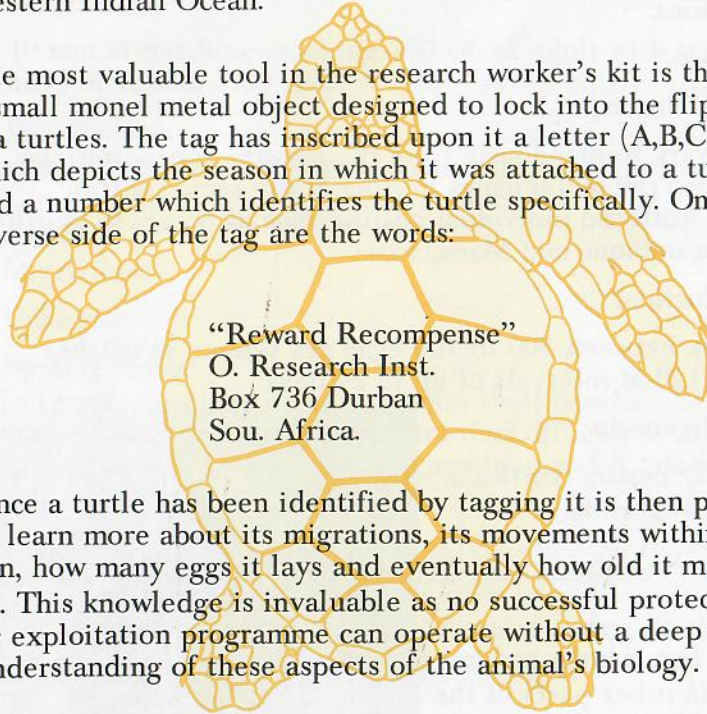 estern Indian Ocean.
e most valuable tool in the research worker's kit is th
small monel metal object designed to lock into the flip
a turtles. The tag has inscribed upon it a letter (A,B,C
ich depicts the season in which it was attached to a tu
d a number which identifies the turtle specifically. On
verse side of the tag are the words:
“Reward Recompense”
O. Research Inst.
Box 736 Durban
Sou. Africa.
nce a turtle has been identified by tagging it is then p
learn more about its migrations, its movements within
n, how many eggs it lays and eventually how old it m
. This knowledge is invaluable as no successful protec
exploitation programme can operate without a deep
nderstanding of these aspects of the animal's biology.